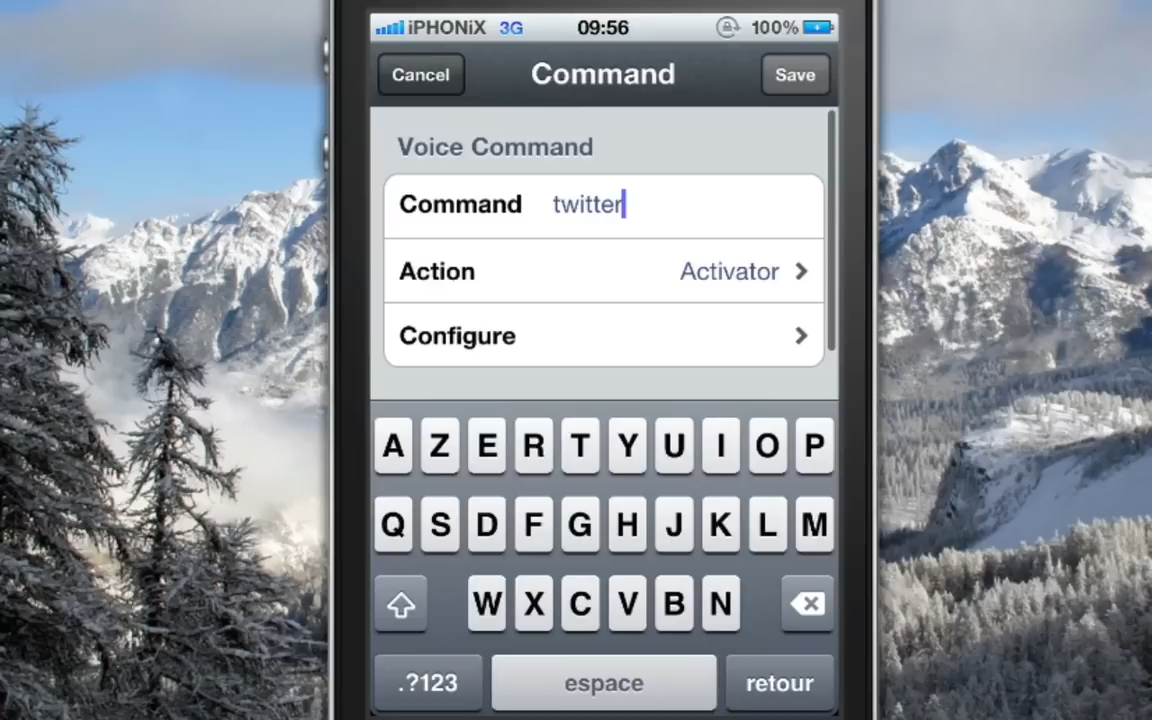 iPHONiX 3G 09:56 100%
Cancel Command Save
Voice Command
Command twitter
Action Activator
Configure
A Z E R T Y U I O P
Q S D F G H J K L M
W X C V B N
.?123 espace retour